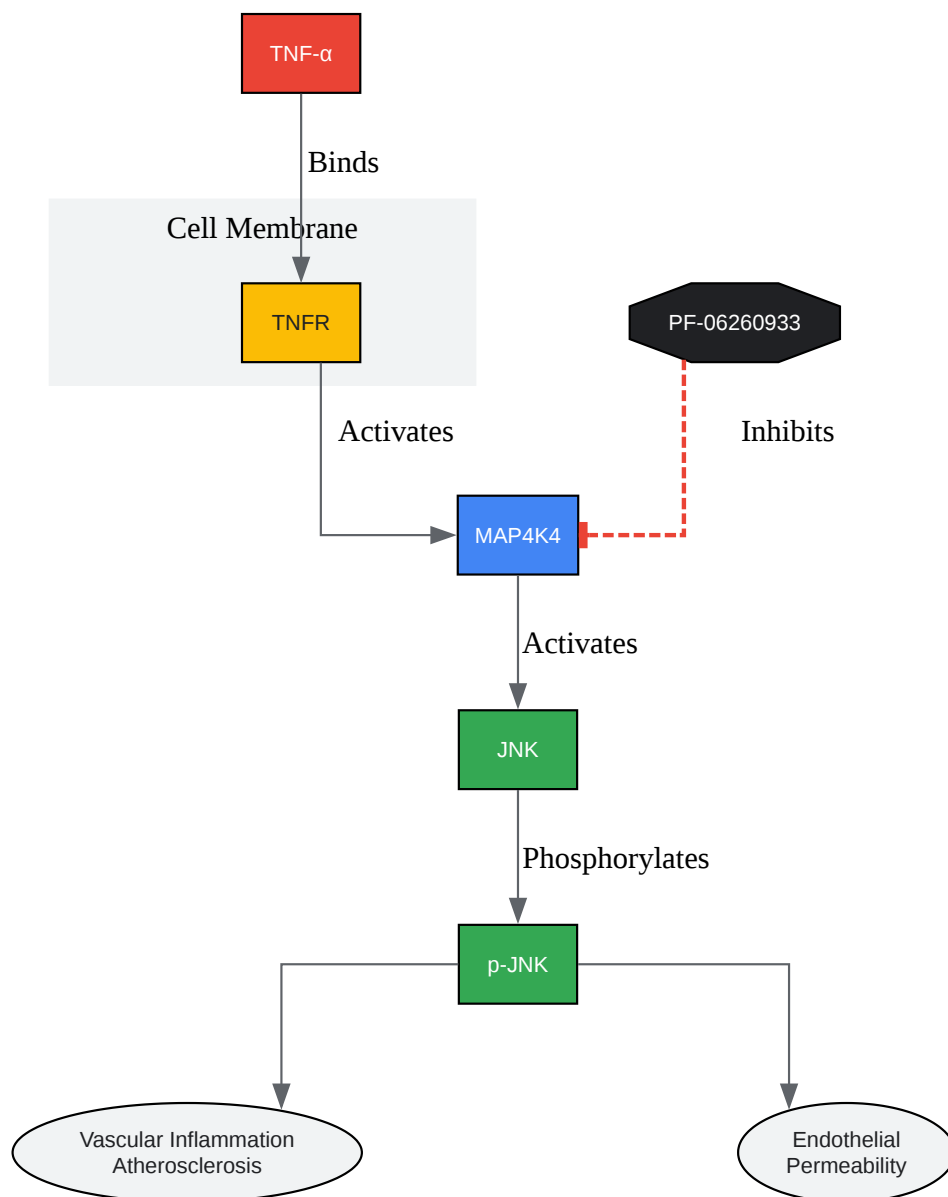 TNF-α
Binds
Cell Membrane
TNFR
PF-06260933
Activates
Inhibits
MAP4K4
Activates
JNK
Phosphorylates
p-JNK
Vascular Inflammation
Atherosclerosis
Endothelial
Permeability